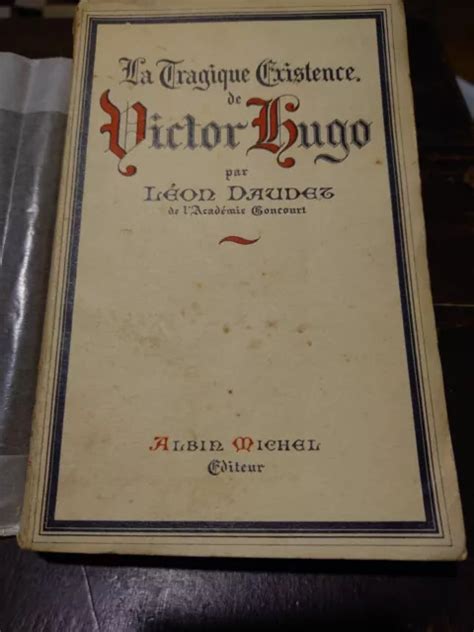 La Tragique Existence.
de
Victor Hugo
par
LÉON DAUDET
de l'Académie Goncourt
ALBIN MICHEL
Éditeur